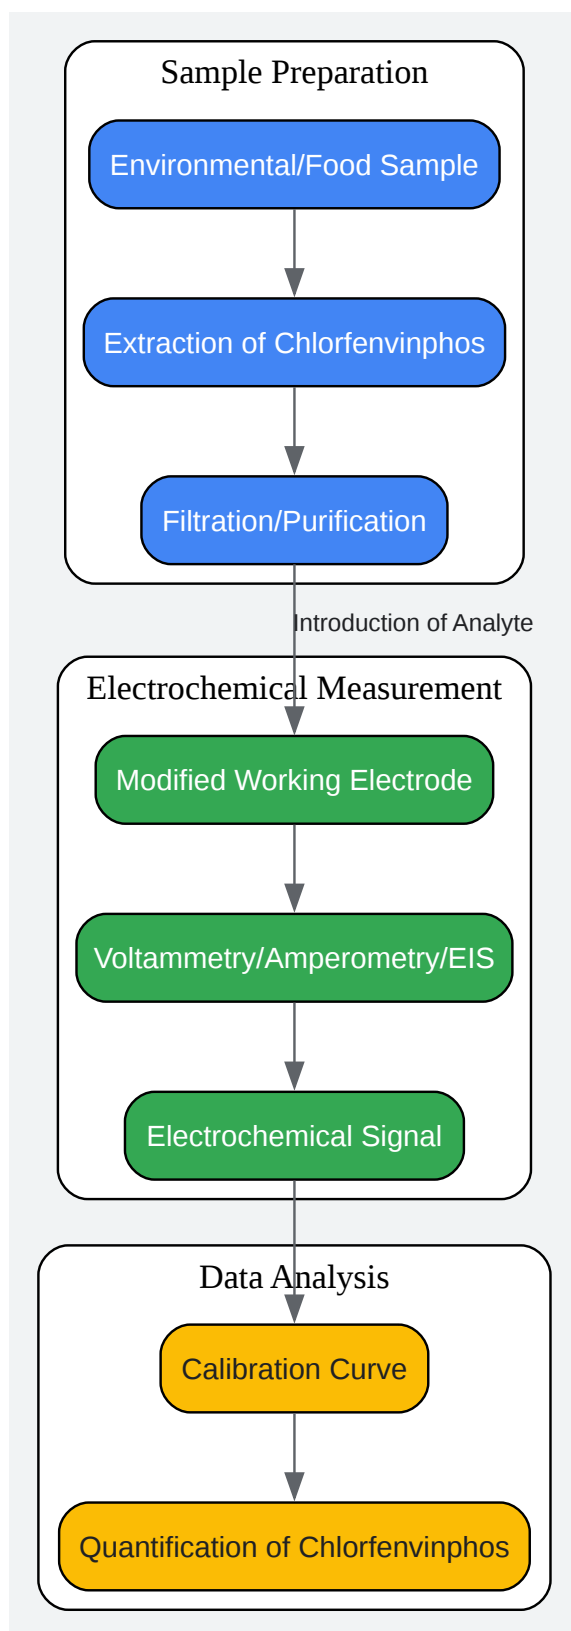 Sample Preparation
Environmental/Food Sample
Extraction of Chlorfenvinphos
Filtration/Purification
Introduction of Analyte
Electrochemical Measurement
Modified Working Electrode
Voltammetry/Amperometry/EIS
Electrochemical Signal
Data Analysis
Calibration Curve
Quantification of Chlorfenvinphos